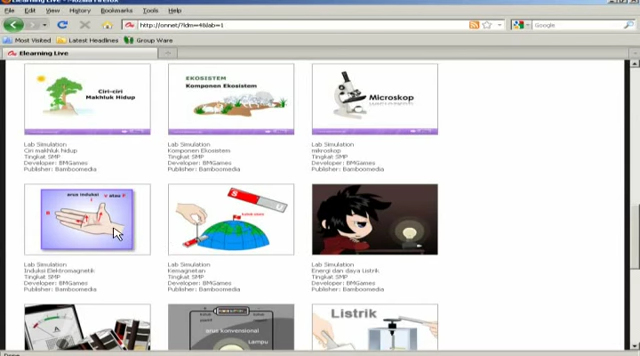 Elearning Live - Mozilla Firefox
File Edit View History Bookmarks Tools Help
http://onnet/?ldm=4&lab=1
Google
Most Visited Latest Headlines Group Ware
Elearning Live
Ciri-ciri
Makhluk Hidup
EKOSISTEM
Komponen Ekosistem
Microskop
Lab Simulation
Ciri makhluk hidup
Tingkat SMP
Developer: BMGames
Publisher: Bamboomedia
Lab Simulation
Komponen Ekosistem
Tingkat SMP
Developer: BMGames
Publisher: Bamboomedia
Lab Simulation
mikroskop
Tingkat SMP
Developer: BMGames
Publisher: Bamboomedia
arus induksi
atau
B
S
U
Lab Simulation
Induksi Elektromagnetik
Tingkat SMP
Developer: BMGames
Publisher: Bamboomedia
Lab Simulation
Kemagnetan
Tingkat SMP
Developer: BMGames
Publisher: Bamboomedia
Lab Simulation
Energi dan daya Listrik
Tingkat SMP
Developer: BMGames
Publisher: Bamboomedia
A
arus konvensional
Lampu
Listrik
Done